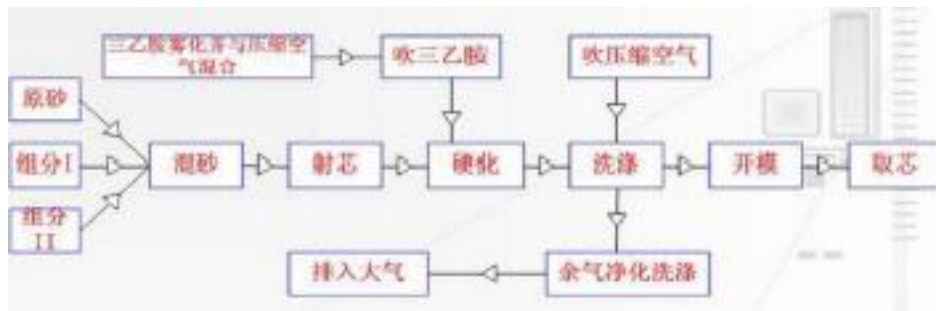 三乙胺雾化并与压缩空
气混合
吹三乙胺
吹压缩空气
原砂
组分I
组分
II
混砂
射芯
硬化
洗涤
开模
取芯
排入大气
余气净化洗涤